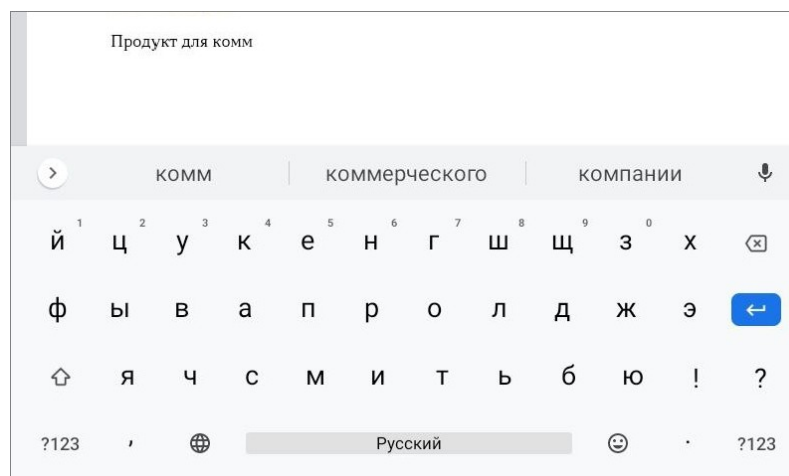 Продукт для комм
комм коммерческого компании
й 1 ц 2 у 3 к 4 е 5 н 6 г 7 ш 8 щ 9 з 0 х
ф ы в а п р о л д ж э
я ч с м и т ь б ю ! ?
?123 , Русский . ?123